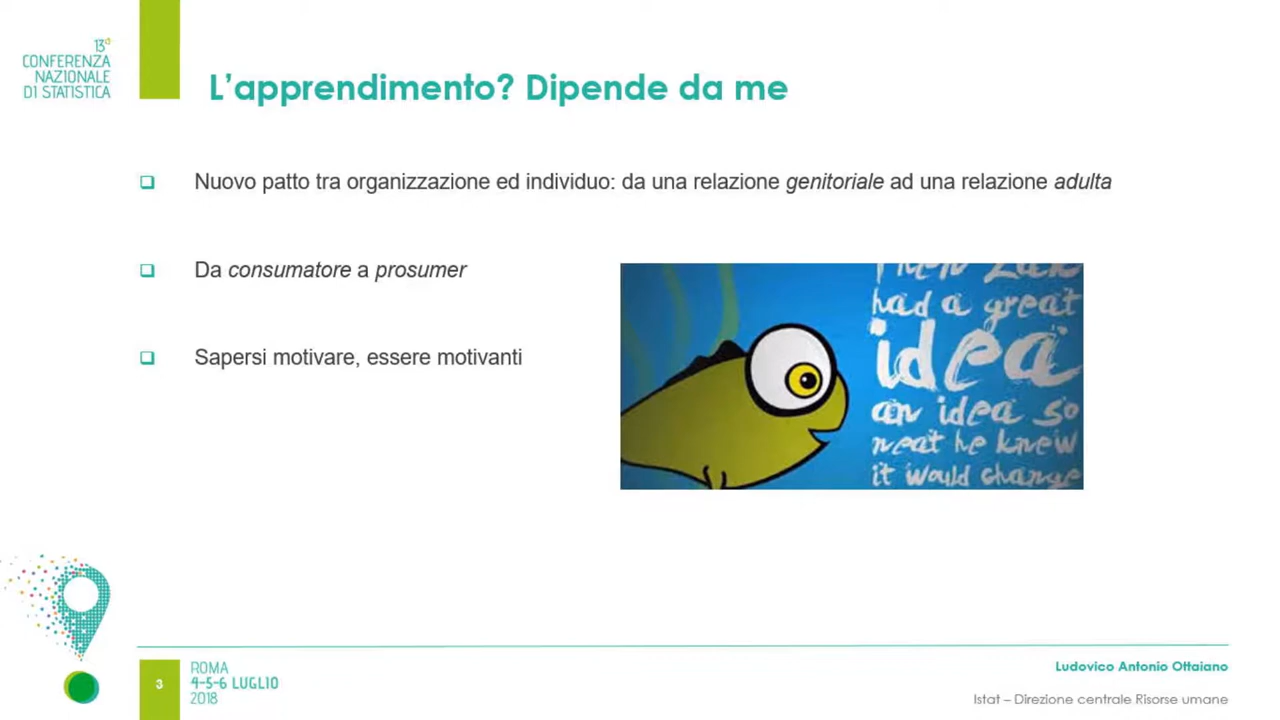 13a
CONFERENZA
NAZIONALE
DI STATISTICA
L’apprendimento? Dipende da me
Nuovo patto tra organizzazione ed individuo: da una relazione genitoriale ad una relazione adulta
Da consumatore a prosumer
Sapersi motivare, essere motivanti
had a great
idea
an idea so
neat he knew
it would change
3
ROMA
4-5-6 LUGLIO
2018
Ludovico Antonio Ottaiano
Istat – Direzione centrale Risorse umane